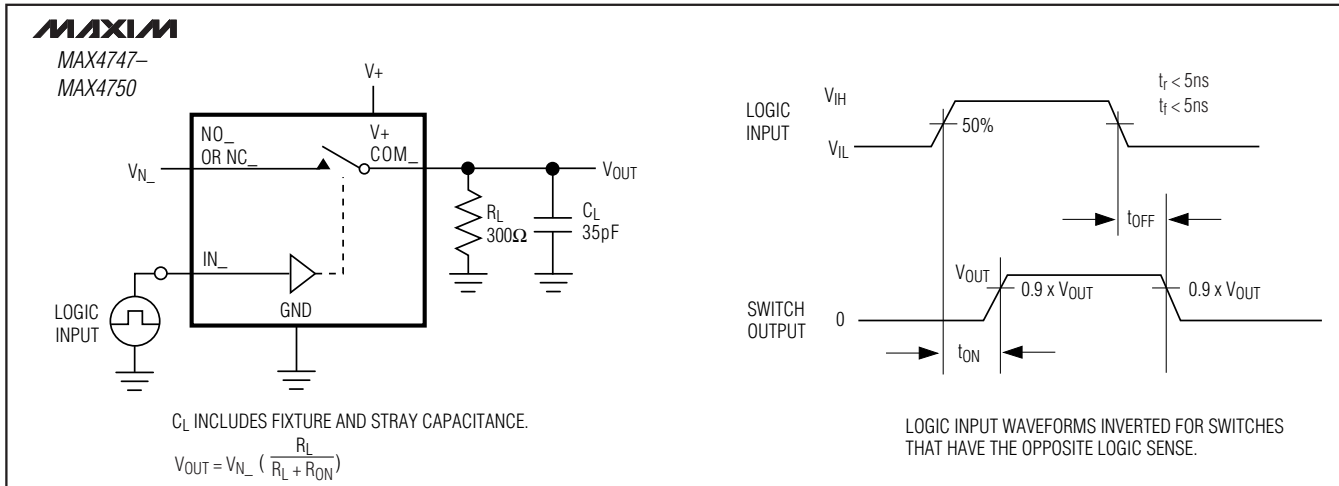 MAXIM
MAX4747–
MAX4750
V+
NO_
OR NC_
V+
COM_
V_N_
V_OUT
R_L
300Ω
C_L
35pF
IN_
GND
LOGIC
INPUT
C_L INCLUDES FIXTURE AND STRAY CAPACITANCE.
V_OUT = V_N_ ( R_L / R_L + R_ON )
LOGIC
INPUT
V_IH
V_IL
50%
t_r < 5ns
t_f < 5ns
t_OFF
SWITCH
OUTPUT
V_OUT
0
0.9 x V_OUT
0.9 x V_OUT
t_ON
LOGIC INPUT WAVEFORMS INVERTED FOR SWITCHES
THAT HAVE THE OPPOSITE LOGIC SENSE.